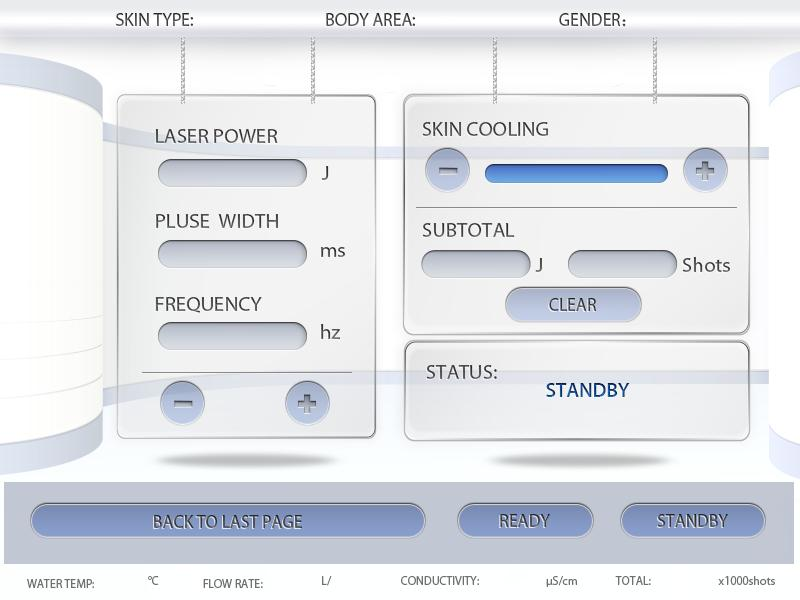 SKIN TYPE: BODY AREA: GENDER:
LASER POWER
J
PLUSE WIDTH
ms
FREQUENCY
hz
SKIN COOLING
SUBTOTAL
J Shots
CLEAR
STATUS:
STANDBY
BACK TO LAST PAGE READY STANDBY
WATER TEMP: °C FLOW RATE: L/ CONDUCTIVITY: µS/cm TOTAL: x1000shots